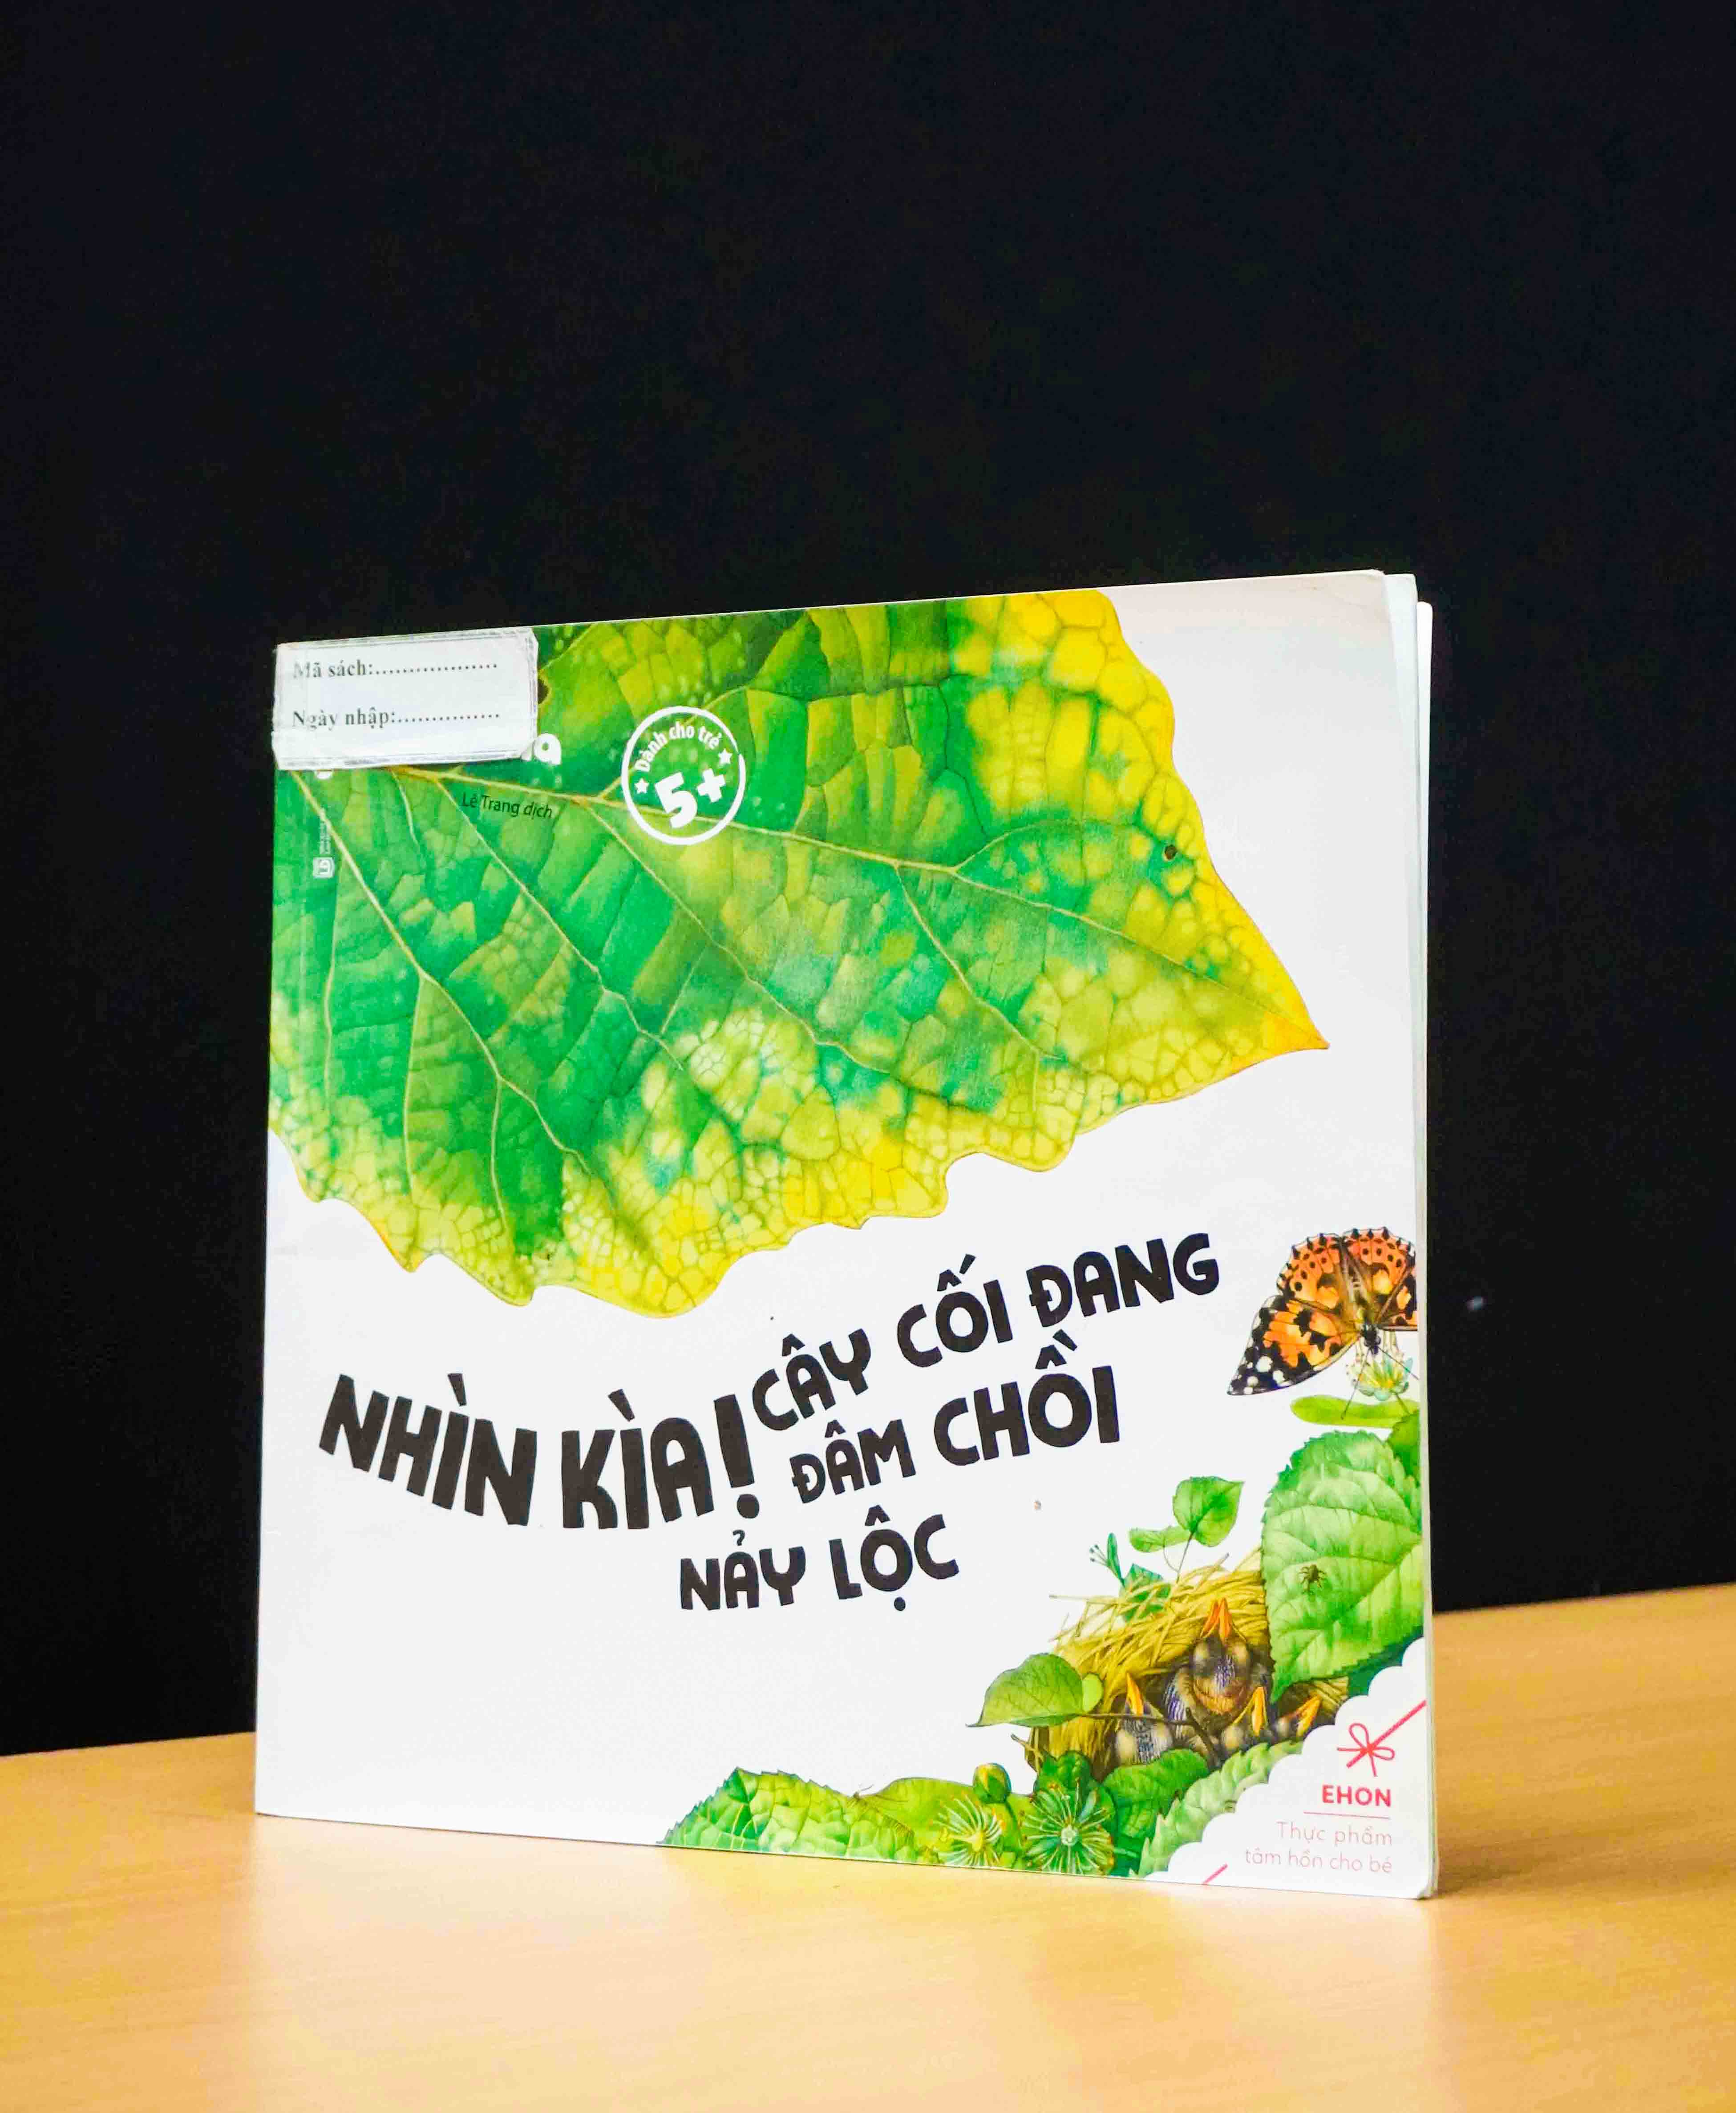 Mã sách:...................
Ngày nhập:...............
Lê Trang dịch
Dành cho trẻ
5+
NHÌN KÌA! CÂY CỐI ĐANG
ĐÂM CHỒI
NẢY LỘC
EHON
Thực phẩm
tâm hồn cho bé